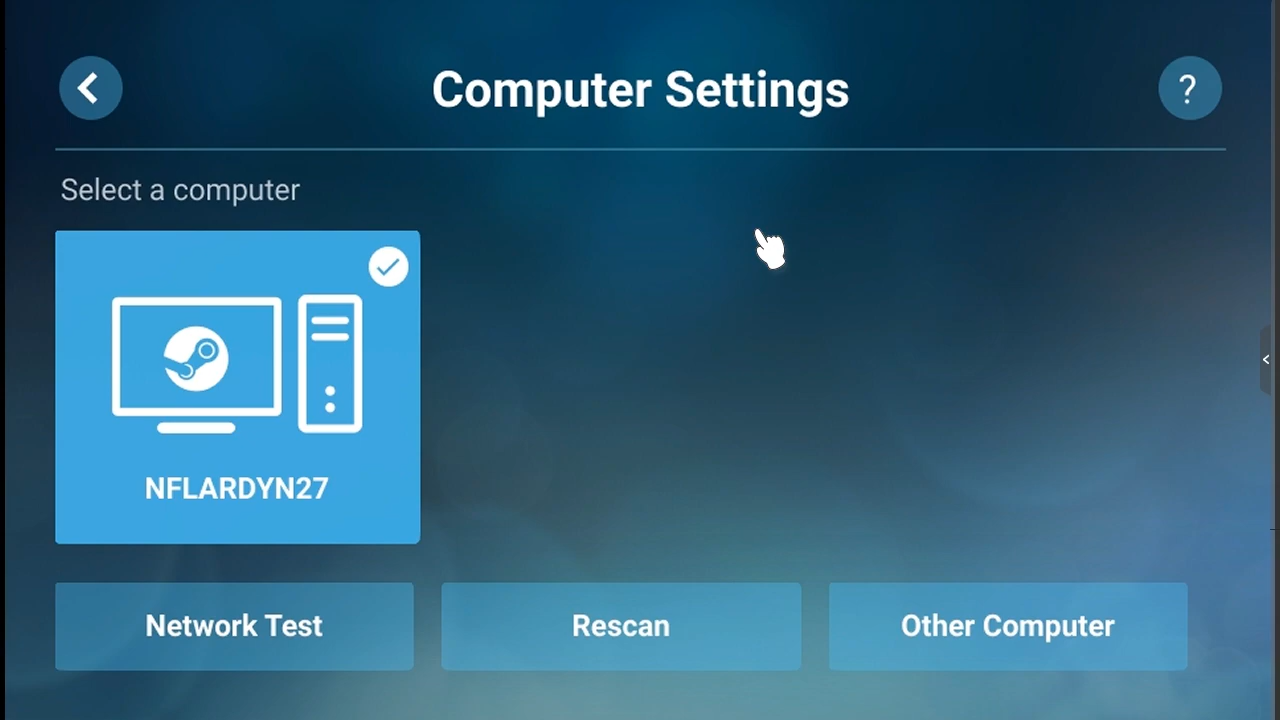 Computer Settings
?
Select a computer
NFLARDYN27
Network Test
Rescan
Other Computer